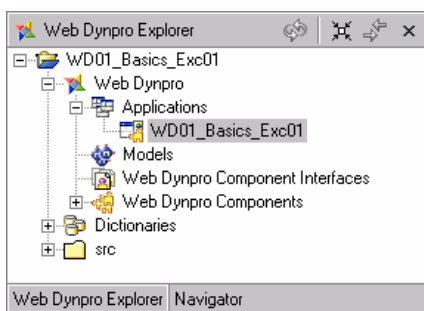 Web Dynpro Explorer
WD01_Basics_Exc01
Web Dynpro
Applications
WD01_Basics_Exc01
Models
Web Dynpro Component Interfaces
Web Dynpro Components
Dictionaries
src
Web Dynpro Explorer Navigator